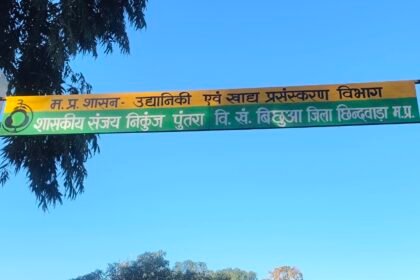 म.प्र. शासन - उद्यानिकी एवं खाद्य प्रसंस्करण विभाग
शासकीय संजय निकुंज पुंतरा वि. खं. बिछुआ जिला छिन्दवाड़ा म.प्र.